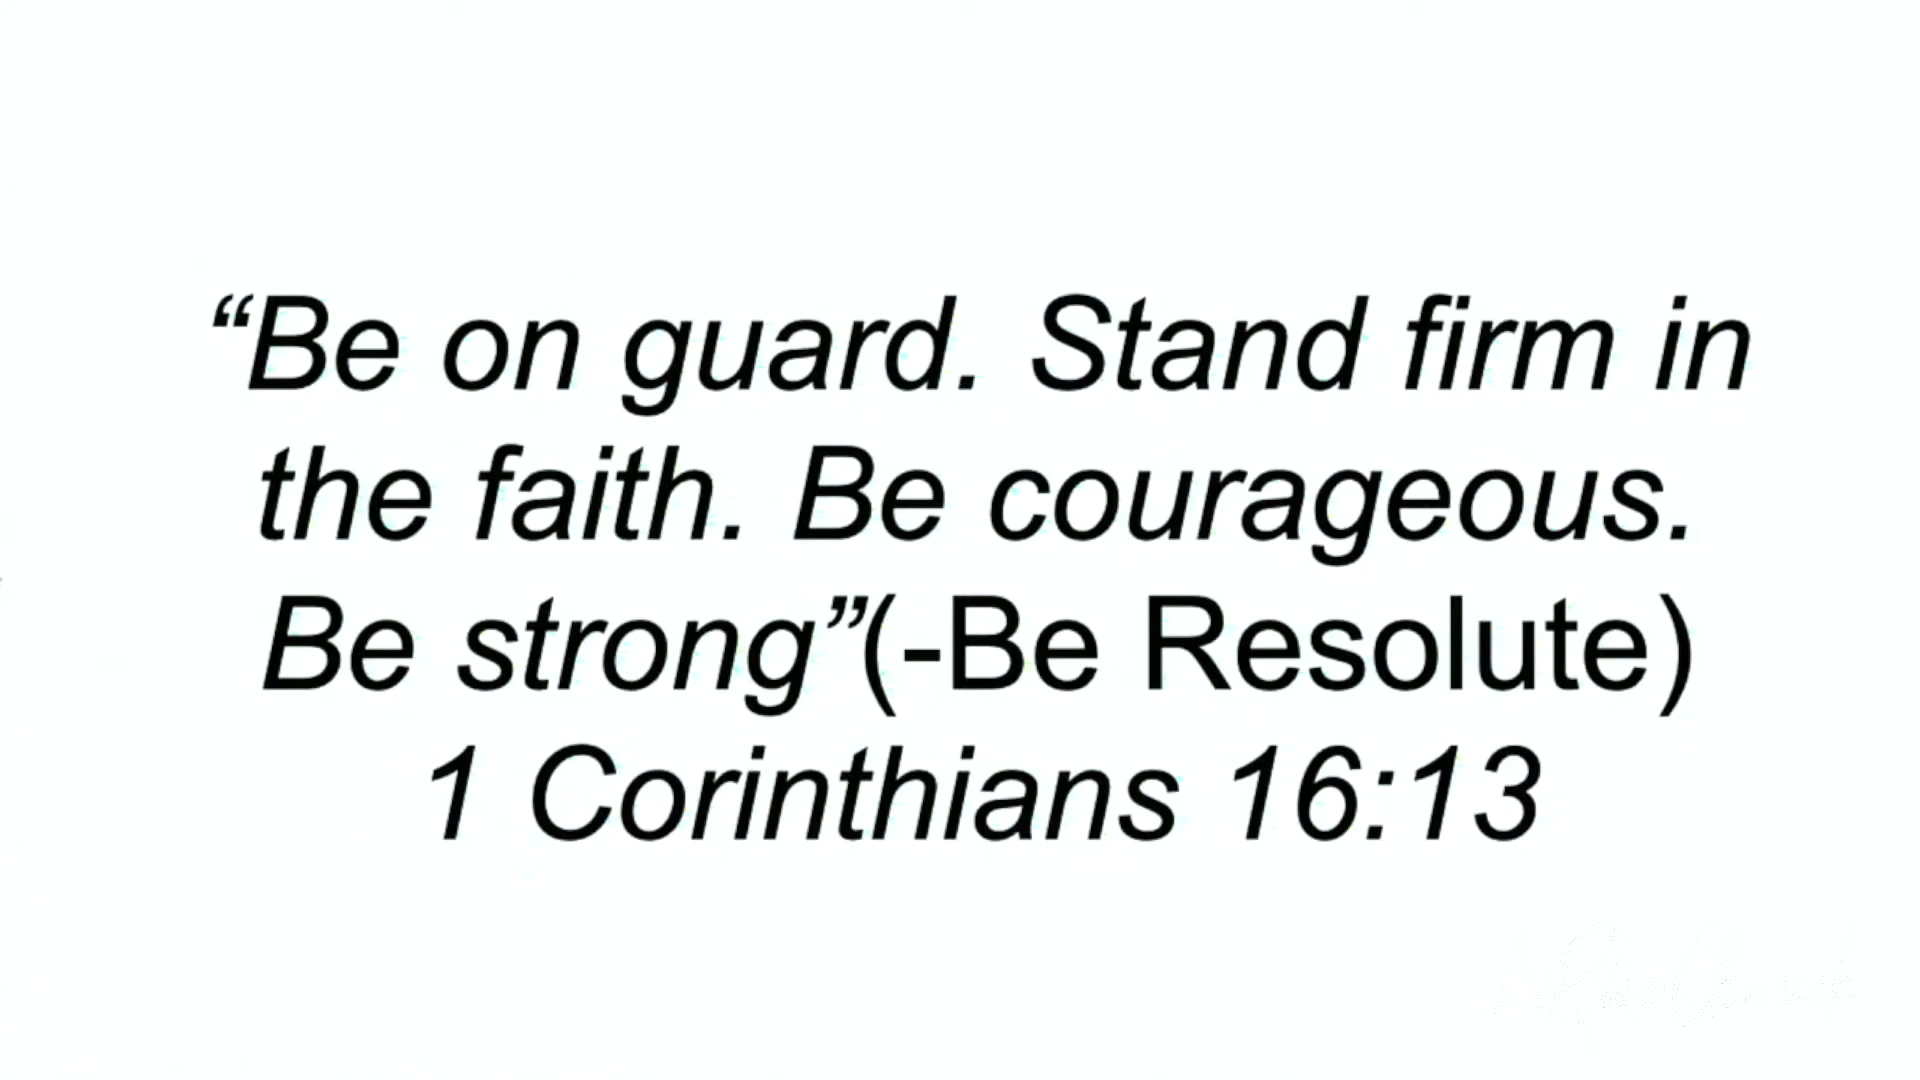 “Be on guard. Stand firm in
the faith. Be courageous.
Be strong”(-Be Resolute)
1 Corinthians 16:13